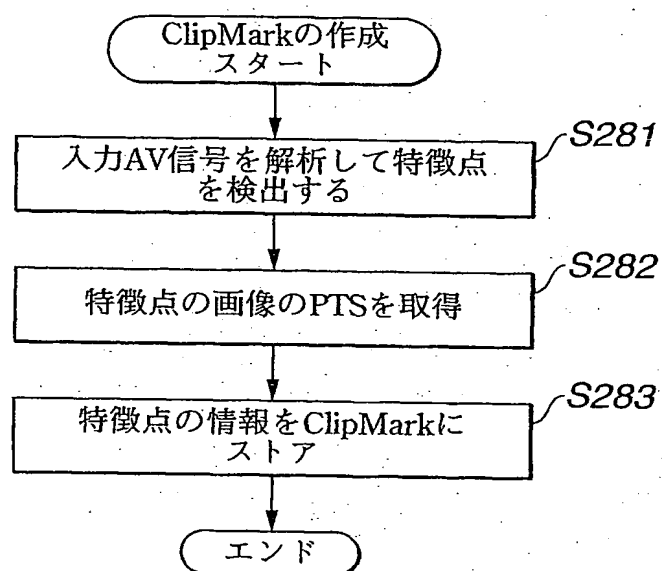 ClipMarkの作成
スタート
S281
入力AV信号を解析して特徴点
を検出する
S282
特徴点の画像のPTSを取得
S283
特徴点の情報をClipMarkに
ストア
エンド